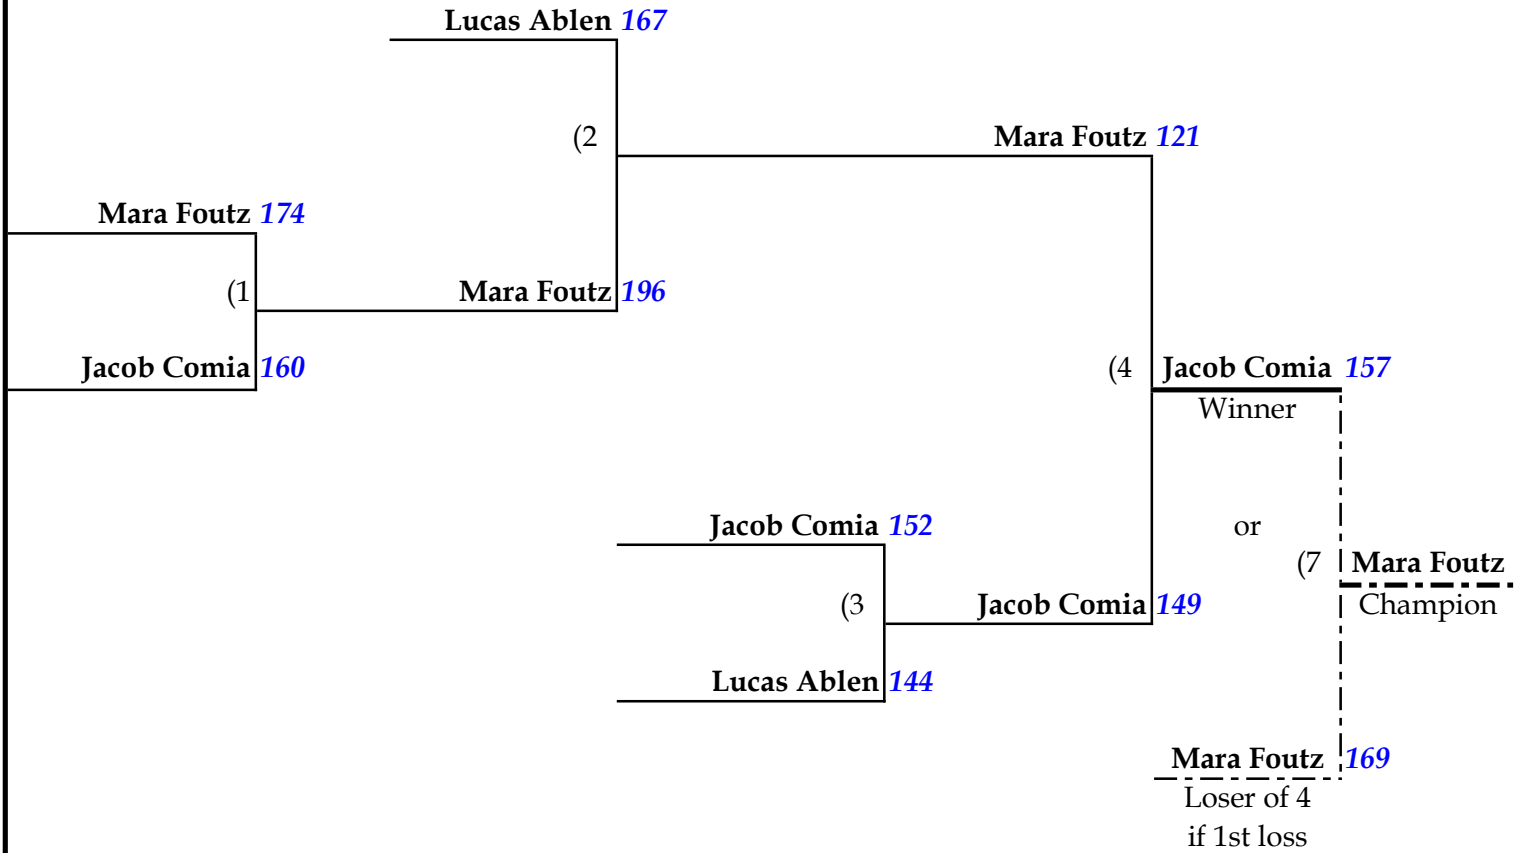 Lucas Ablen 167
(2
Mara Foutz 121
Mara Foutz 174
(1
Mara Foutz 196
Jacob Comia 160
(4
Jacob Comia 157
Winner
Jacob Comia 152
or
(7
Mara Foutz
Champion
(3
Jacob Comia 149
Lucas Ablen 144
Mara Foutz 169
Loser of 4
if 1st loss